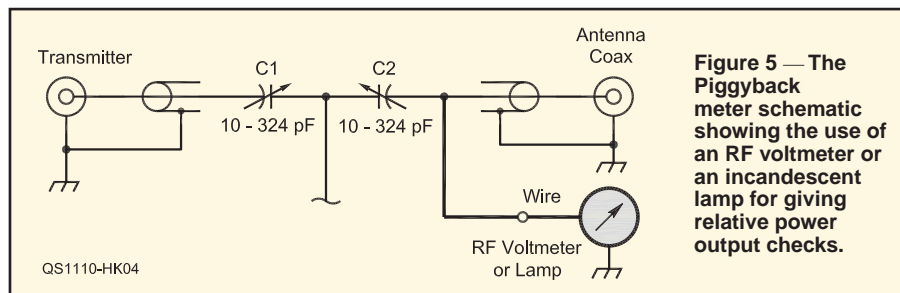 Transmitter
C1
10 - 324 pF
C2
10 - 324 pF
Antenna
Coax
Wire
RF Voltmeter
or Lamp
QS1110-HK04
Figure 5 — The
Piggyback
meter schematic
showing the use of
an RF voltmeter or
an incandescent
lamp for giving
relative power
output checks.